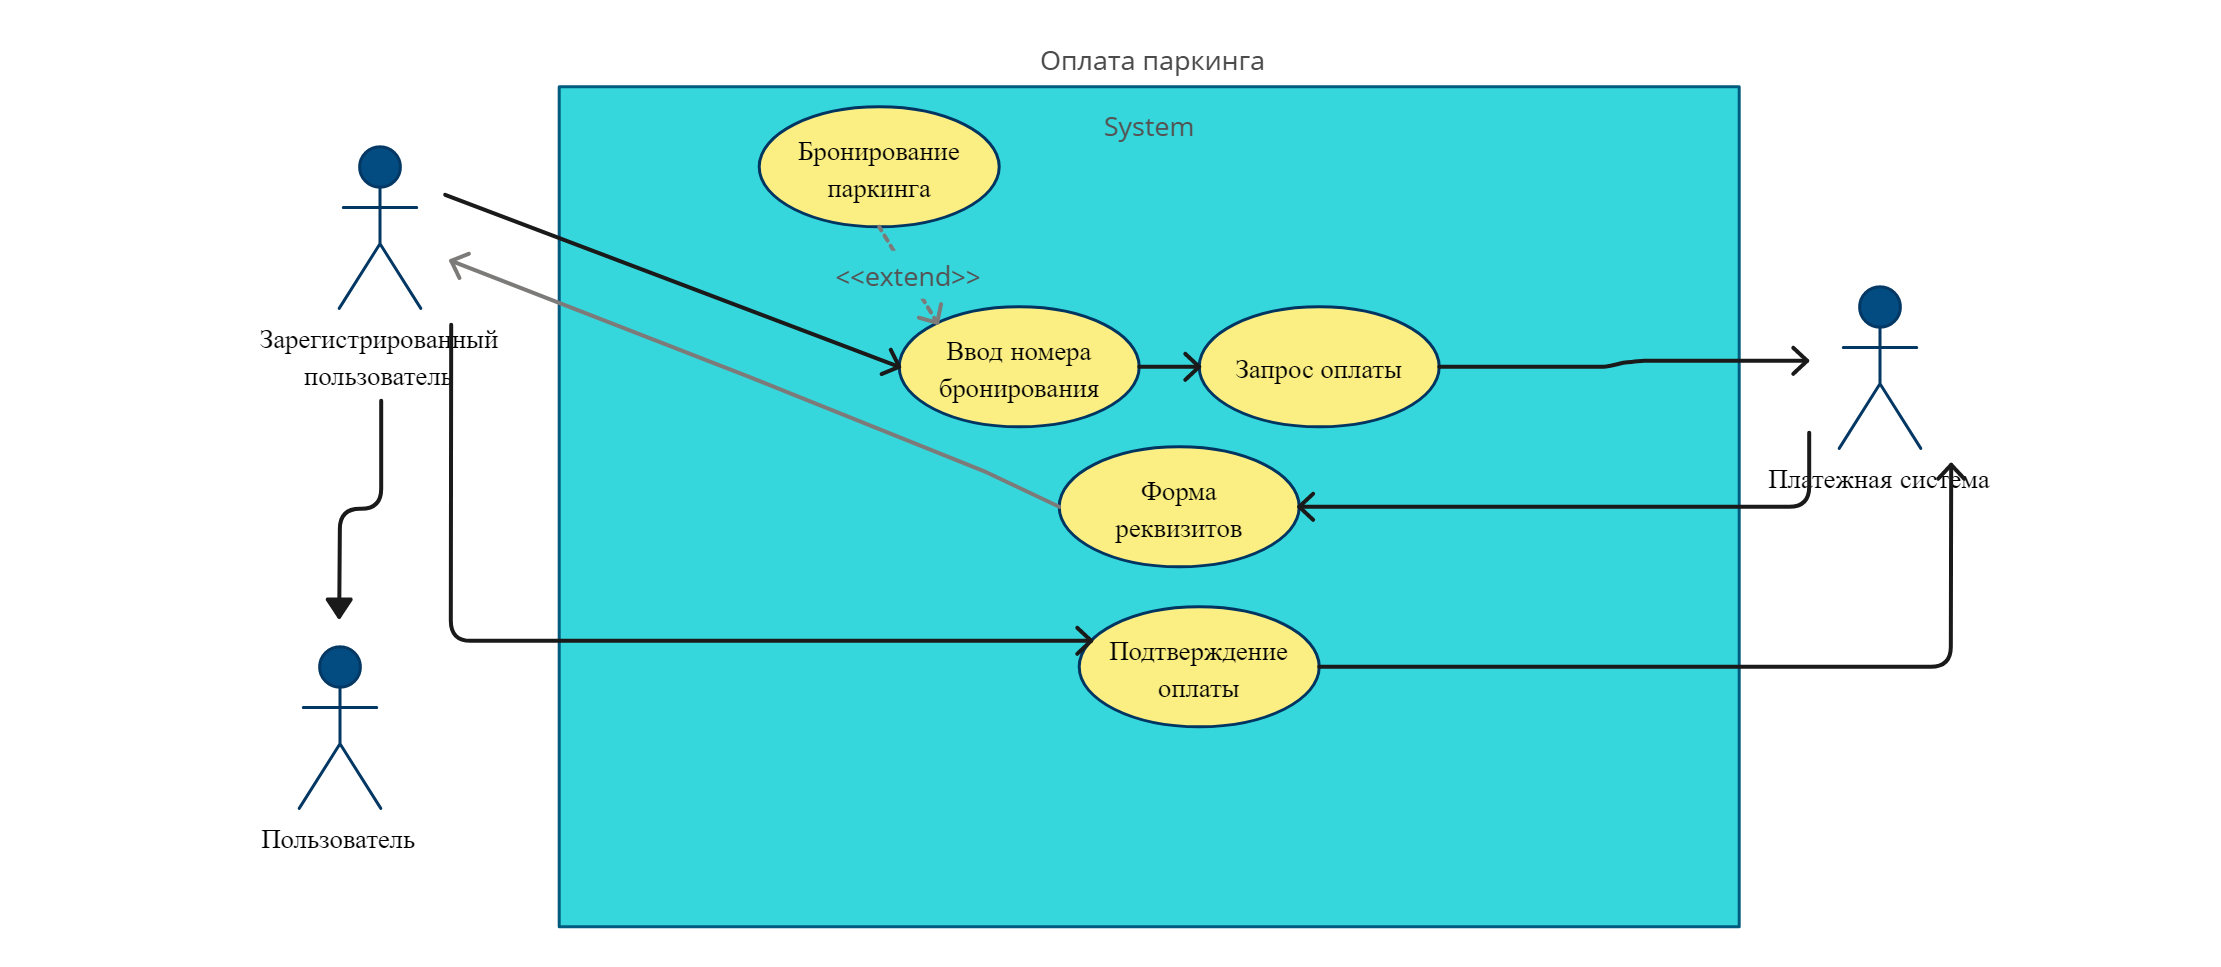 Оплата паркинга
System
Бронирование
паркинга
<<extend>>
Зарегистрированный
пользователь
Ввод номера
бронирования
Запрос оплаты
Платежная система
Форма
реквизитов
Подтверждение
оплаты
Пользователь